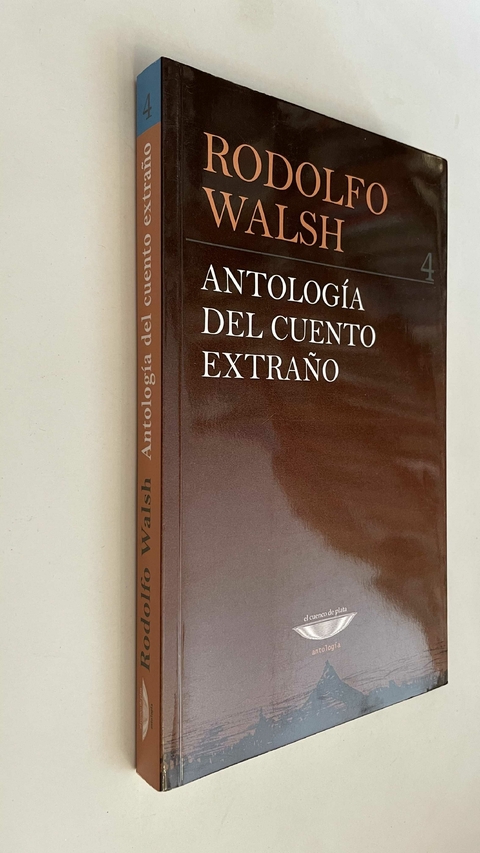 RODOLFO
WALSH
4
ANTOLOGÍA
DEL CUENTO
EXTRAÑO
el cuenco de plata
antología
Rodolfo Walsh Antología del cuento extraño 4